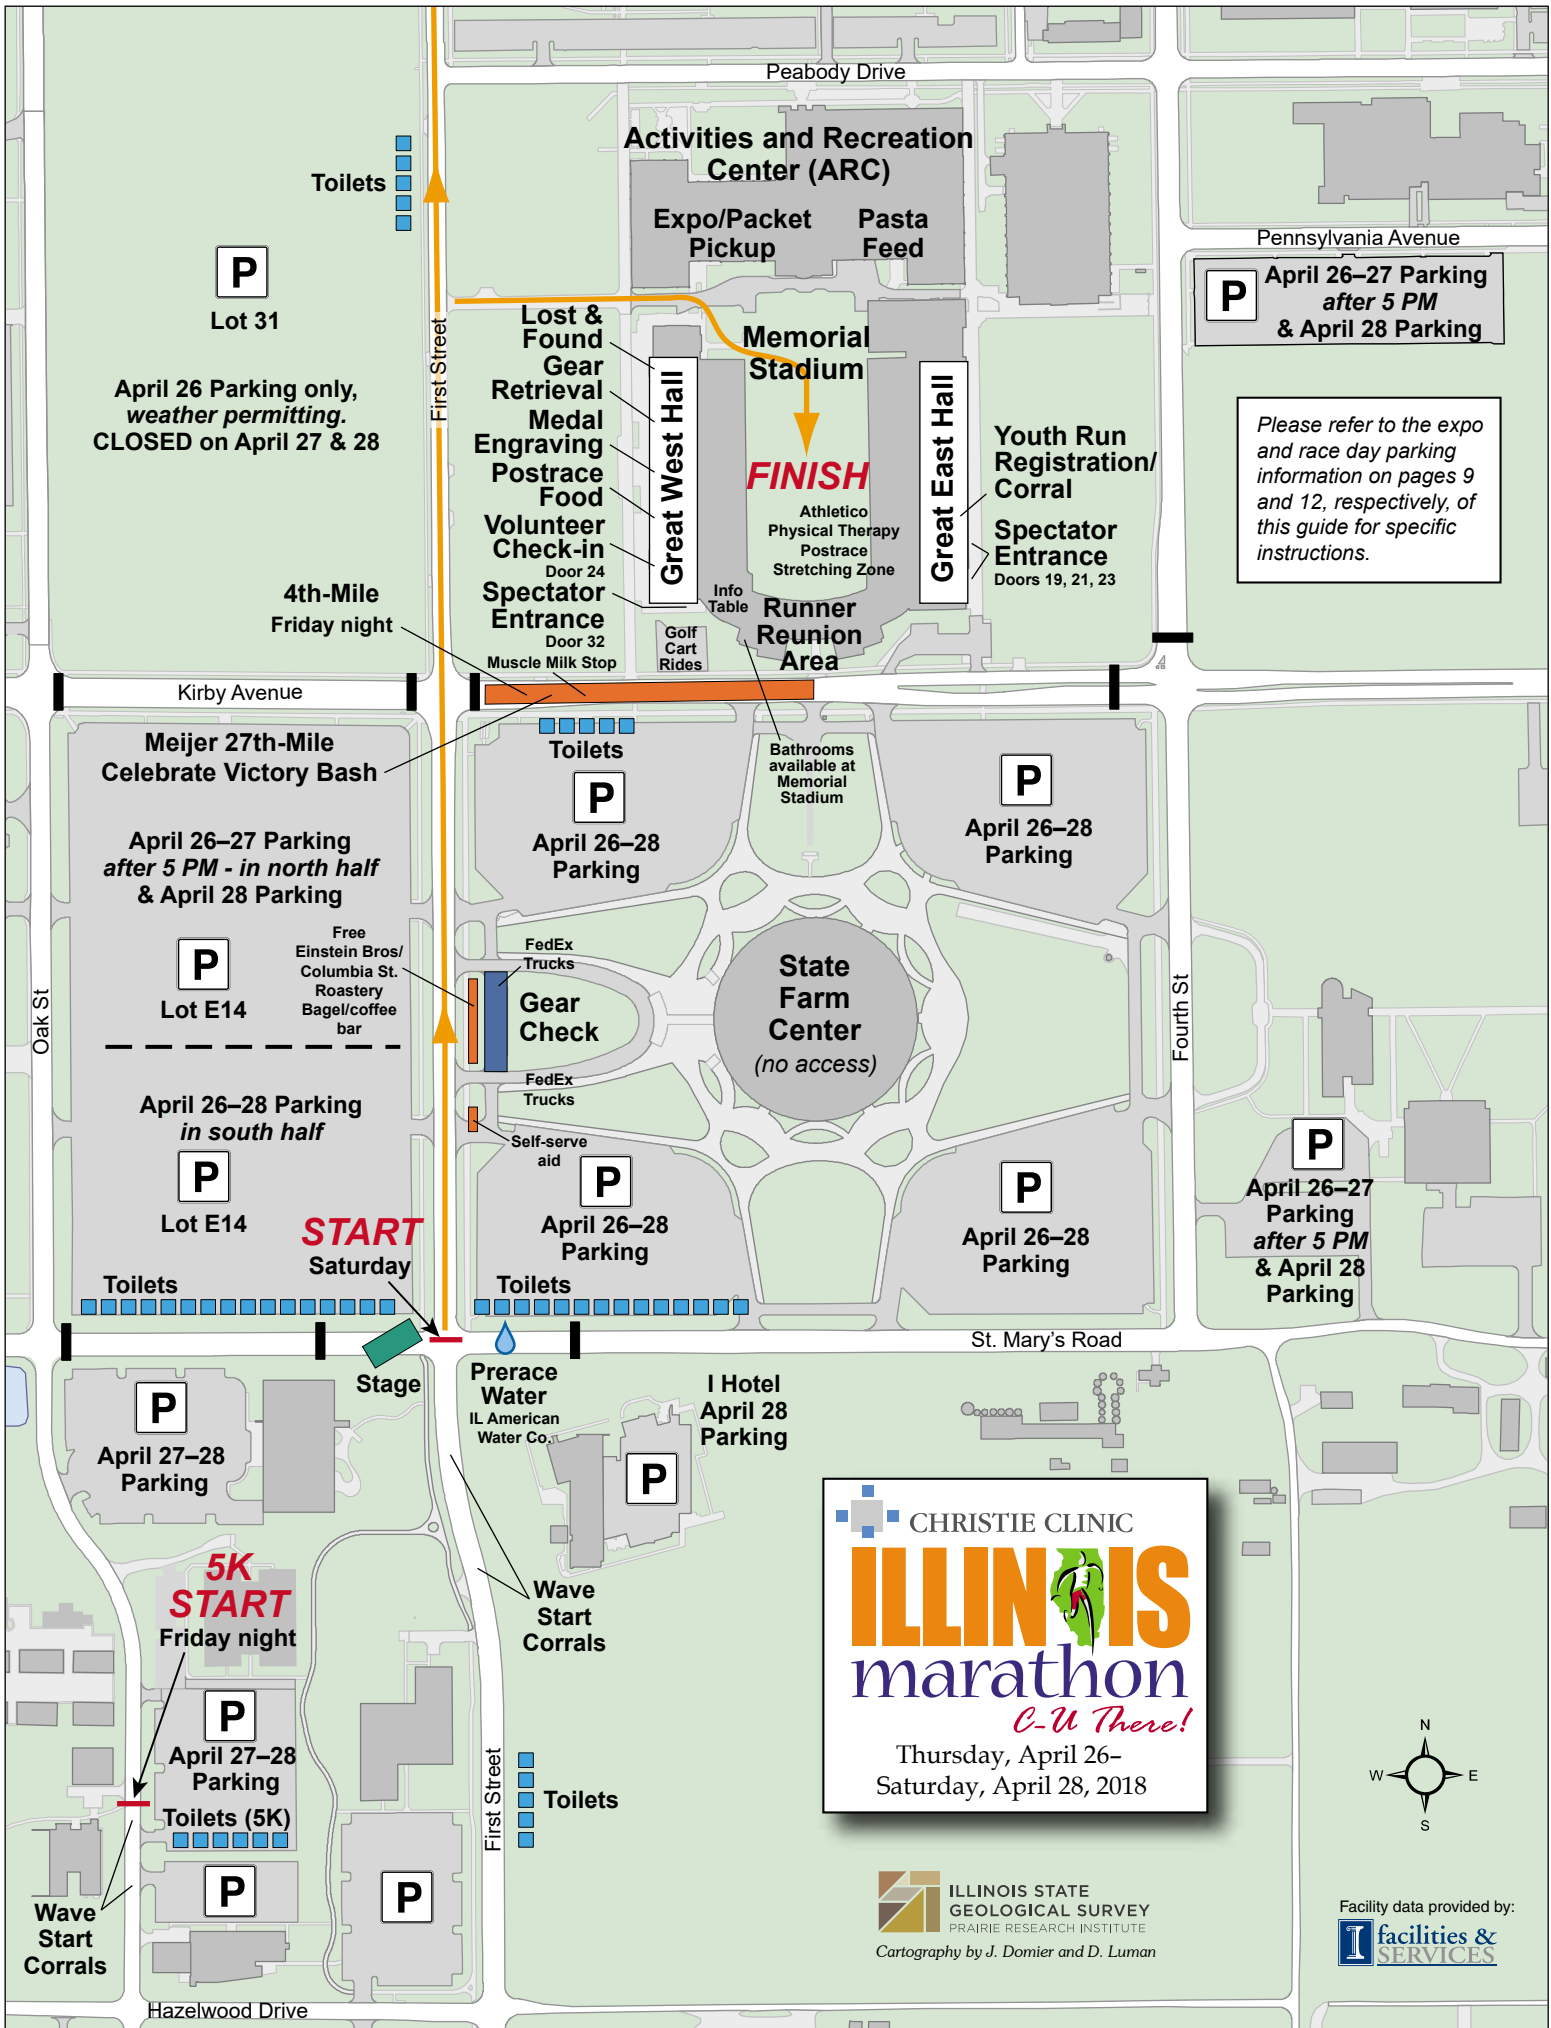 Peabody Drive
Activities and Recreation
Center (ARC)
Toilets
Expo/Packet
Pickup
Pasta
Feed
Pennsylvania Avenue
P
Lot 31
P
April 26–27 Parking
after 5 PM
& April 28 Parking
First Street
Lost &
Found
Gear
Retrieval
Medal
Engraving
Postrace
Food
Volunteer
Check-in
Door 24
Spectator
Entrance
Door 32
Muscle Milk Stop
Great West Hall
Memorial
Stadium
FINISH
Athletico
Physical Therapy
Postrace
Stretching Zone
Great East Hall
Youth Run
Registration/
Corral
Spectator
Entrance
Doors 19, 21, 23
April 26 Parking only,
weather permitting.
CLOSED on April 27 & 28
Please refer to the expo
and race day parking
information on pages 9
and 12, respectively, of
this guide for specific
instructions.
4th-Mile
Friday night
Info
Table
Runner
Reunion
Area
Golf
Cart
Rides
Kirby Avenue
Meijer 27th-Mile
Celebrate Victory Bash
Toilets
P
April 26–28
Parking
Bathrooms
available at
Memorial
Stadium
P
April 26–28
Parking
April 26–27 Parking
after 5 PM - in north half
& April 28 Parking
P
Lot E14
Free
Einstein Bros/
Columbia St.
Roastery
Bagel/coffee
bar
FedEx
Trucks
Gear
Check
FedEx
Trucks
Self-serve
aid
State
Farm
Center
(no access)
Oak St
Fourth St
April 26–28 Parking
in south half
P
Lot E14
START
Saturday
Toilets
P
April 26–28
Parking
Toilets
P
April 26–28
Parking
P
April 26–27
Parking
after 5 PM
& April 28
Parking
St. Mary's Road
Stage
Prerace
Water
IL American
Water Co.
I Hotel
April 28
Parking
P
P
April 27–28
Parking
5K
START
Friday night
Wave
Start
Corrals
P
April 27–28
Parking
Toilets (5K)
P
P
Wave
Start
Corrals
First Street
Toilets
Hazelwood Drive
CHRISTIE CLINIC
ILLINOIS
marathon
C-U There!
Thursday, April 26–
Saturday, April 28, 2018
N
W
E
S
ILLINOIS STATE
GEOLOGICAL SURVEY
PRAIRIE RESEARCH INSTITUTE
Cartography by J. Domier and D. Luman
Facility data provided by:
I
facilities &
SERVICES